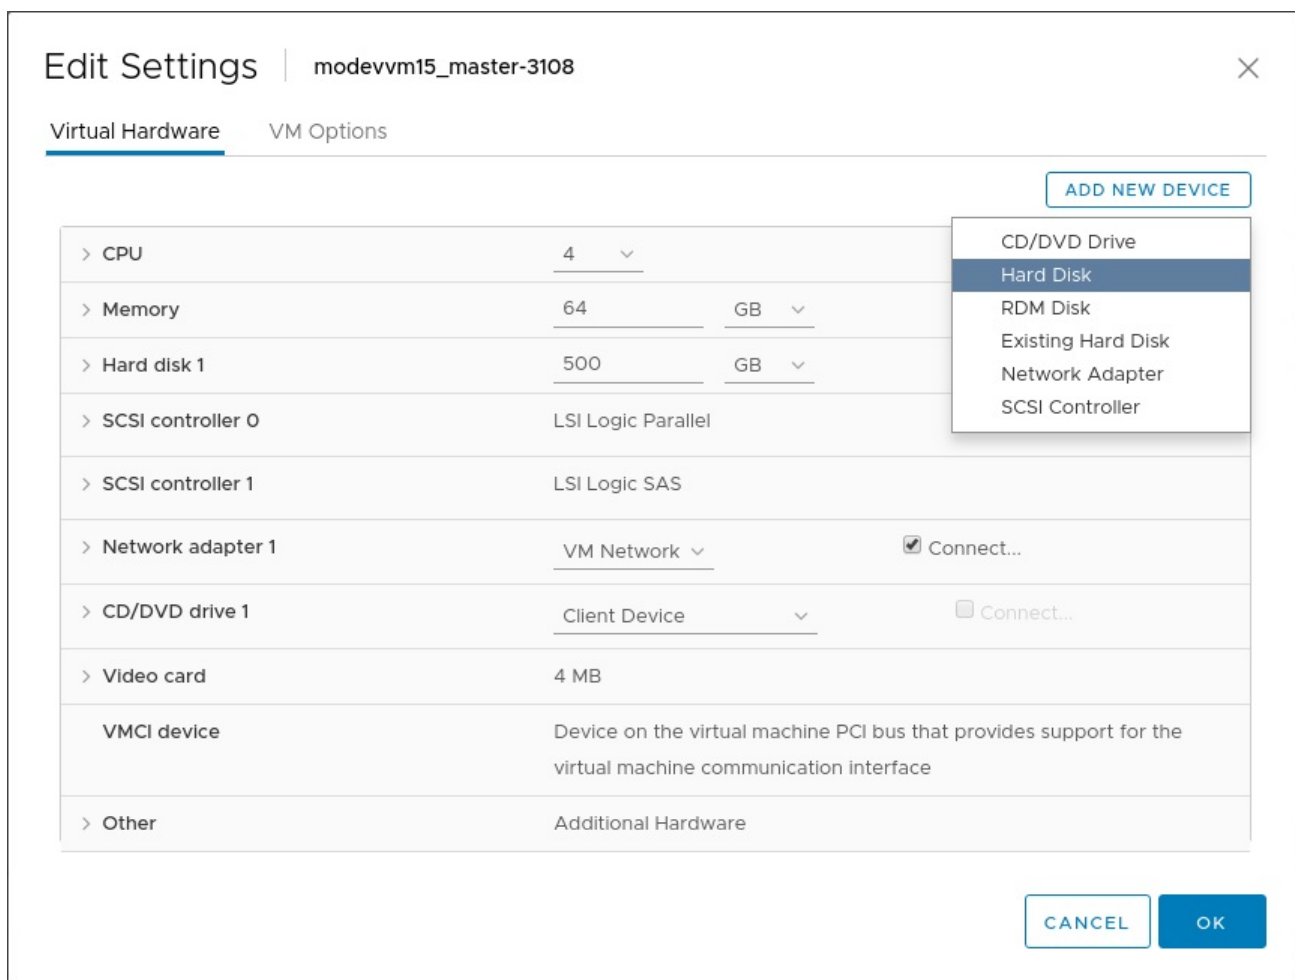 Edit Settings modevvm15_master-3108
Virtual Hardware VM Options
ADD NEW DEVICE
CD/DVD Drive
Hard Disk
RDM Disk
Existing Hard Disk
Network Adapter
SCSI Controller
CPU 4
Memory 64 GB
Hard disk 1 500 GB
SCSI controller 0 LSI Logic Parallel
SCSI controller 1 LSI Logic SAS
Network adapter 1 VM Network Connect...
CD/DVD drive 1 Client Device Connect...
Video card 4 MB
VMCI device Device on the virtual machine PCI bus that provides support for the
virtual machine communication interface
Other Additional Hardware
CANCEL OK